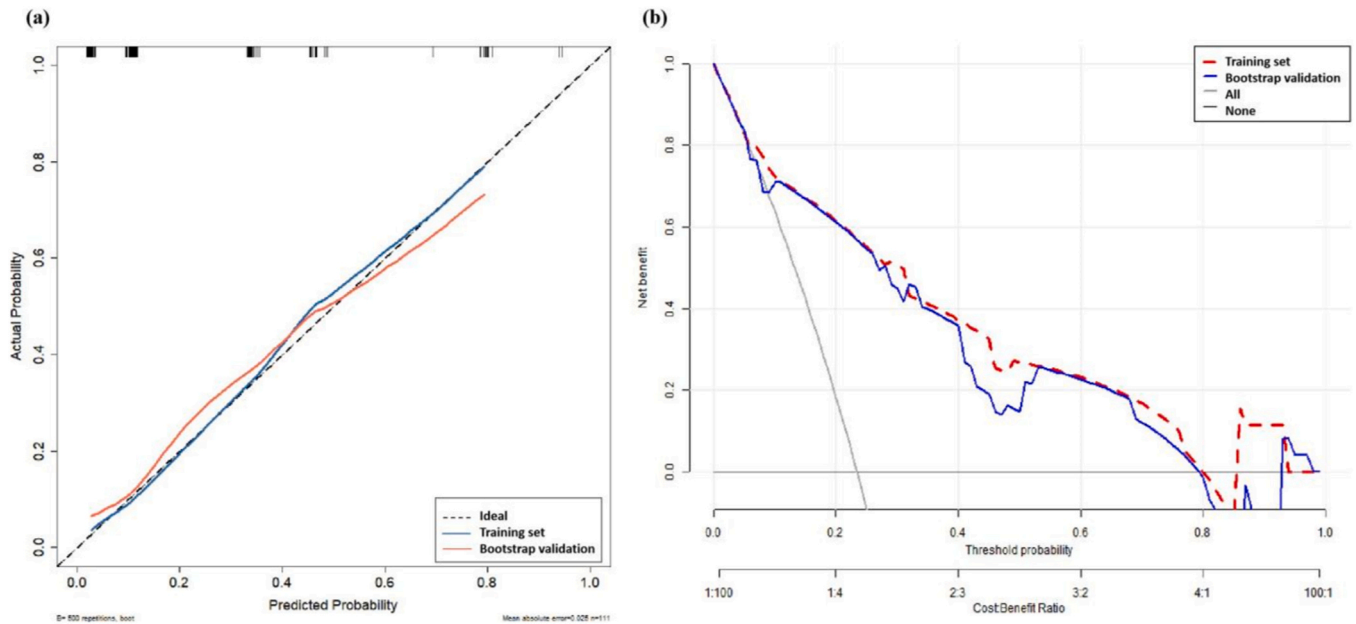 (a)
1.0
0.8
0.6
0.4
0.2
0.0
Actual Probability
Ideal
Training set
Bootstrap validation
0.0 0.2 0.4 0.6 0.8 1.0
Predicted Probability
B= 500 repetitions, boot
Mean absolute error=0.025 n=111
(b)
Training set
Bootstrap validation
All
None
1.0
0.8
0.6
0.4
0.2
0.0
Net benefit
0.0 0.2 0.4 0.6 0.8 1.0
Threshold probability
1:100 1:4 2:3 3:2 4:1 100:1
Cost:Benefit Ratio